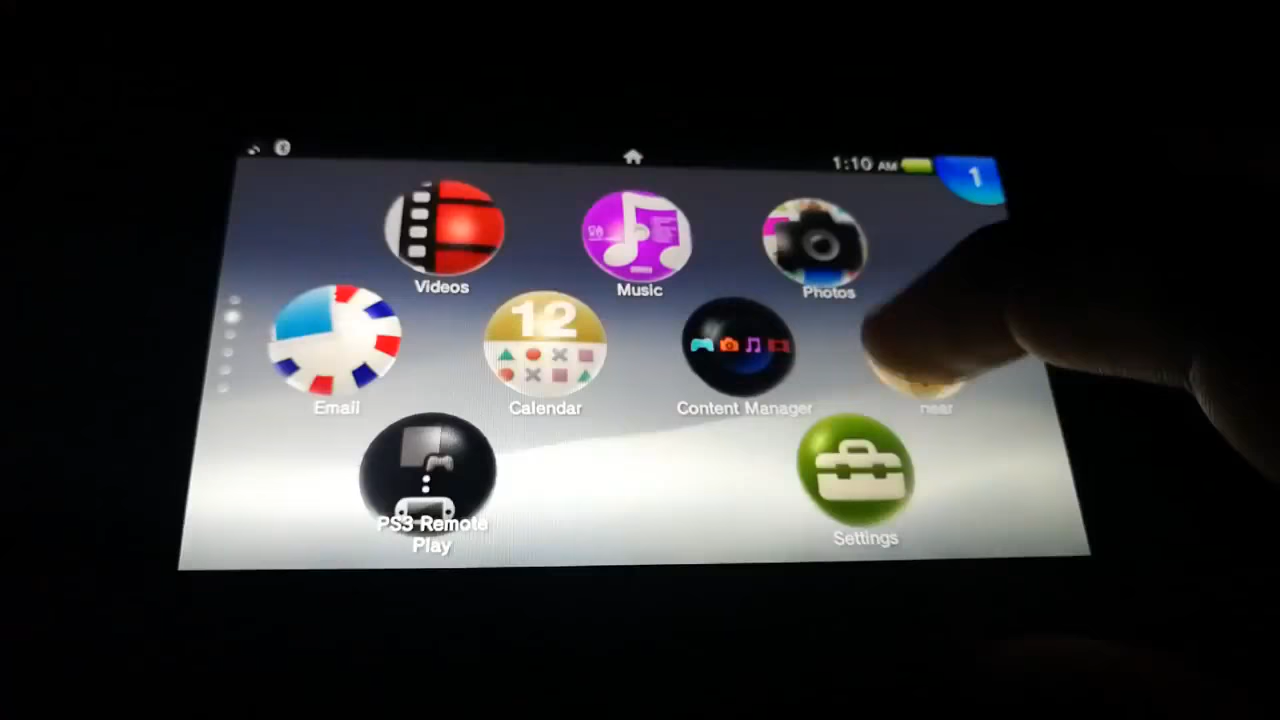 1:10 AM
1
Videos
Music
Photos
12
Email
Calendar
Content Manager
near
PS3 Remote
Play
Settings